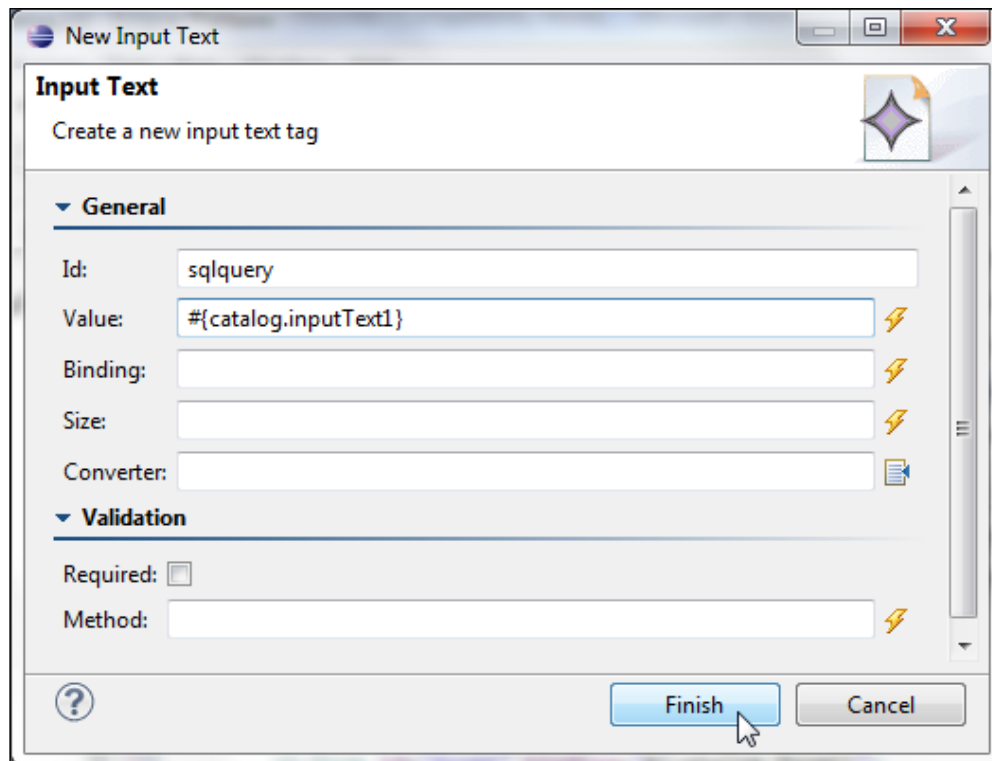 New Input Text
Input Text
Create a new input text tag
General
Id: sqlquery
Value: #{catalog.inputText1}
Binding:
Size:
Converter:
Validation
Required:
Method:
Finish Cancel